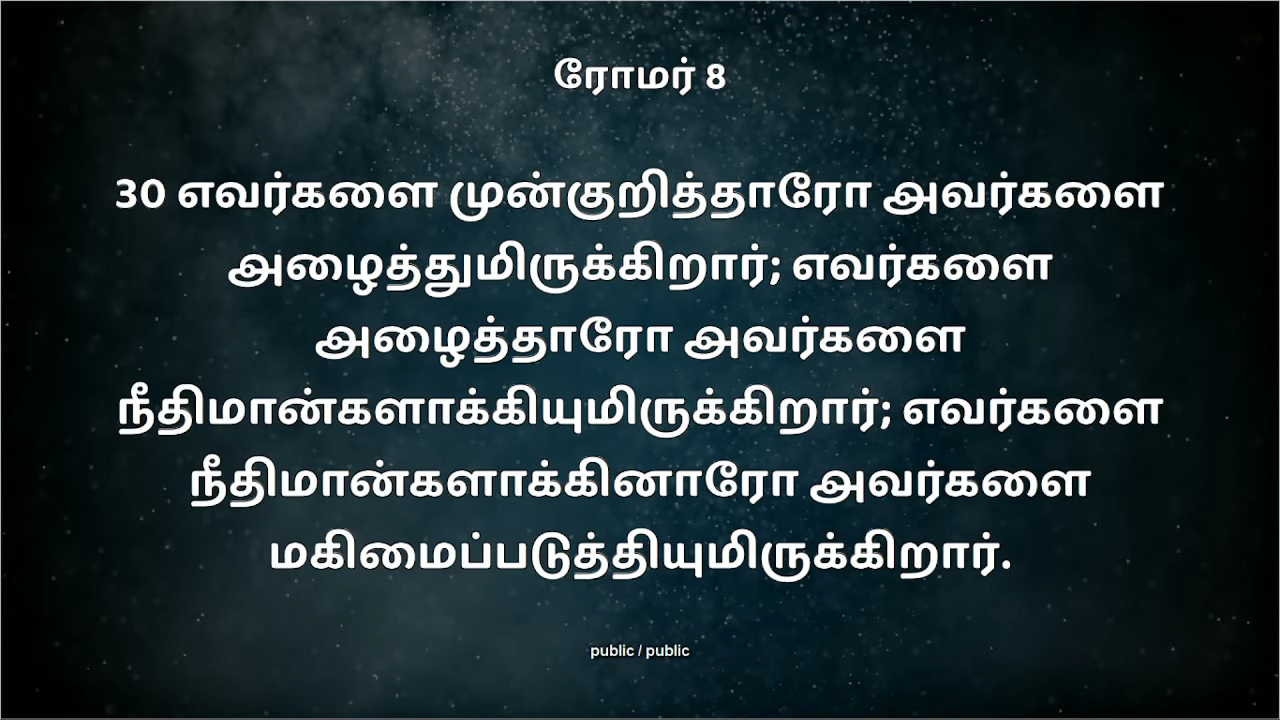 ரோமர் 8
30 எவர்களை முன்குறித்தாரோ அவர்களை
அழைத்துமிருக்கிறார்; எவர்களை
அழைத்தாரோ அவர்களை
நீதிமான்களாக்கியுமிருக்கிறார்; எவர்களை
நீதிமான்களாக்கினாரோ அவர்களை
மகிமைப்படுத்தியுமிருக்கிறார்.
public / public